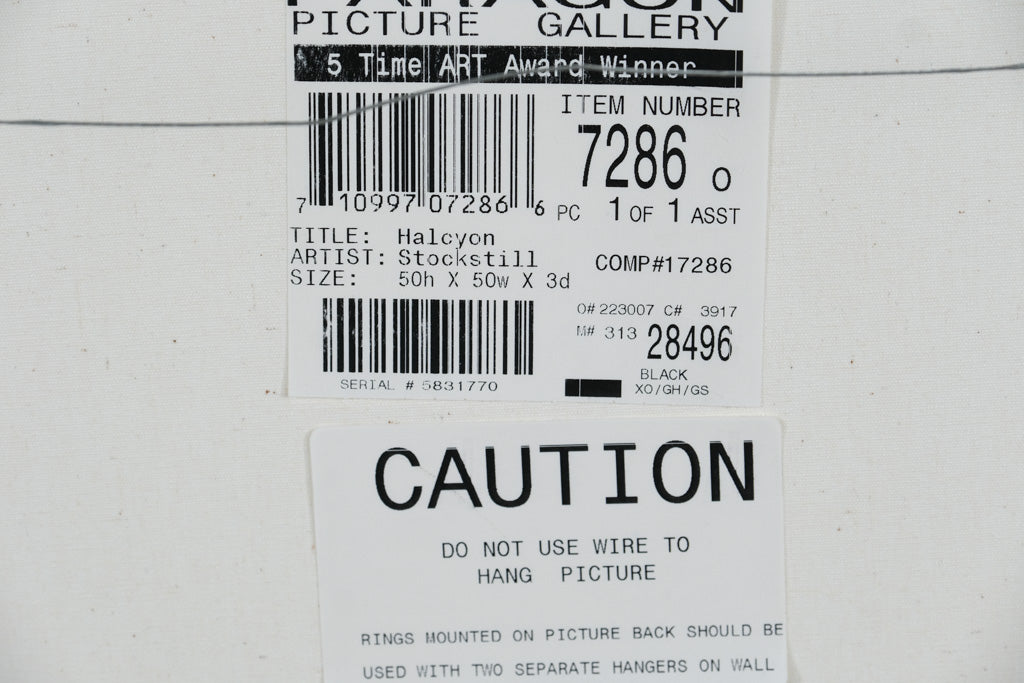 PARAGON
PICTURE GALLERY
5 Time ART Award Winner
ITEM NUMBER
7286 O
7 10997 07286 6
PC 1 OF 1 ASST
TITLE: Halcyon
ARTIST: Stockstill
SIZE: 50h X 50w X 3d
COMP#17286
O# 223007 C# 3917
M# 313 28496
SERIAL # 5831770
BLACK
XO/GH/GS
CAUTION
DO NOT USE WIRE TO
HANG PICTURE
RINGS MOUNTED ON PICTURE BACK SHOULD BE
USED WITH TWO SEPARATE HANGERS ON WALL